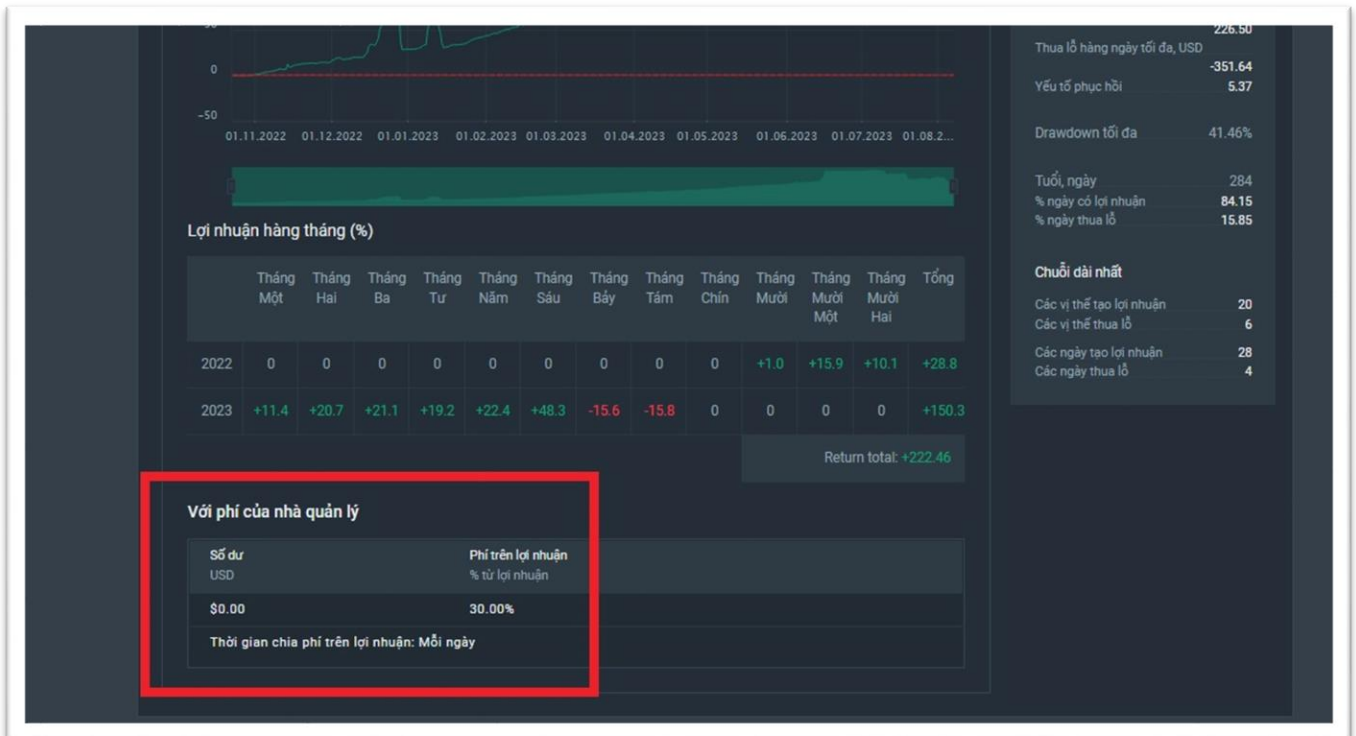 0
-50
01.11.2022 01.12.2022 01.01.2023 01.02.2023 01.03.2023 01.04.2023 01.05.2023 01.06.2023 01.07.2023 01.08.2...
Lợi nhuận hàng tháng (%)
Tháng Một Tháng Hai Tháng Ba Tháng Tư Tháng Năm Tháng Sáu Tháng Bảy Tháng Tám Tháng Chín Tháng Mười Tháng Mười Một Tháng Mười Hai Tổng
2022 0 0 0 0 0 0 0 0 0 +1.0 +15.9 +10.1 +28.8
2023 +11.4 +20.7 +21.1 +19.2 +22.4 +48.3 -15.6 -15.8 0 0 0 0 +150.3
Return total: +222.46
Với phí của nhà quản lý
Số dư Phí trên lợi nhuận
USD % từ lợi nhuận
$0.00 30.00%
Thời gian chia phí trên lợi nhuận: Mỗi ngày
226.50
Thua lỗ hàng ngày tối đa, USD
-351.64
Yếu tố phục hồi 5.37
Drawdown tối đa 41.46%
Tuổi, ngày 284
% ngày có lợi nhuận 84.15
% ngày thua lỗ 15.85
Chuỗi dài nhất
Các vị thế tạo lợi nhuận 20
Các vị thế thua lỗ 6
Các ngày tạo lợi nhuận 28
Các ngày thua lỗ 4